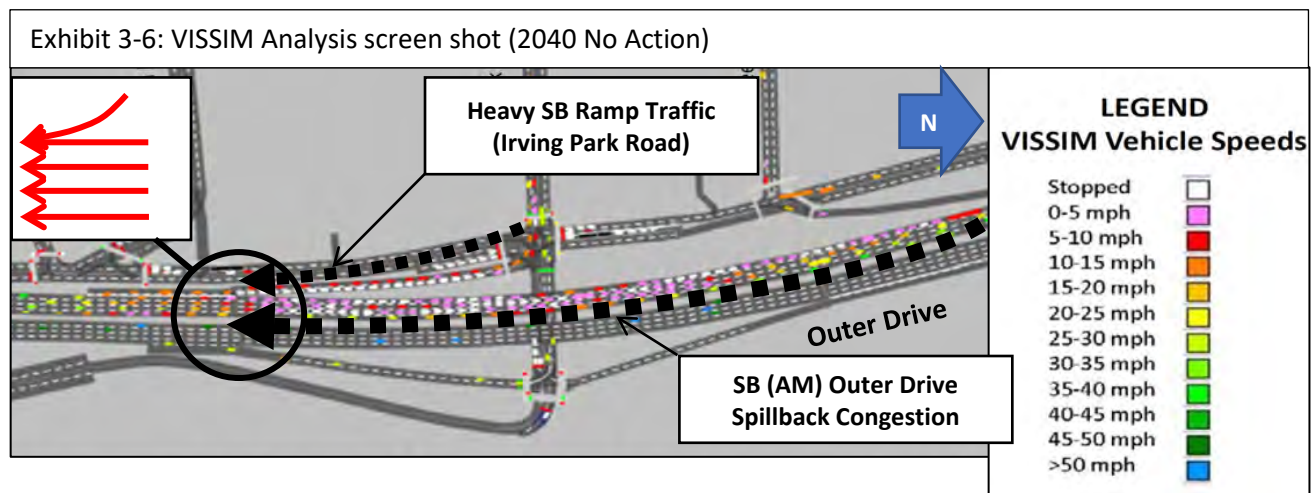 Exhibit 3-6: VISSIM Analysis screen shot (2040 No Action)
Heavy SB Ramp Traffic
(Irving Park Road)
N
Outer Drive
SB (AM) Outer Drive
Spillback Congestion
LEGEND
VISSIM Vehicle Speeds
Stopped
0-5 mph
5-10 mph
10-15 mph
15-20 mph
20-25 mph
25-30 mph
30-35 mph
35-40 mph
40-45 mph
45-50 mph
>50 mph